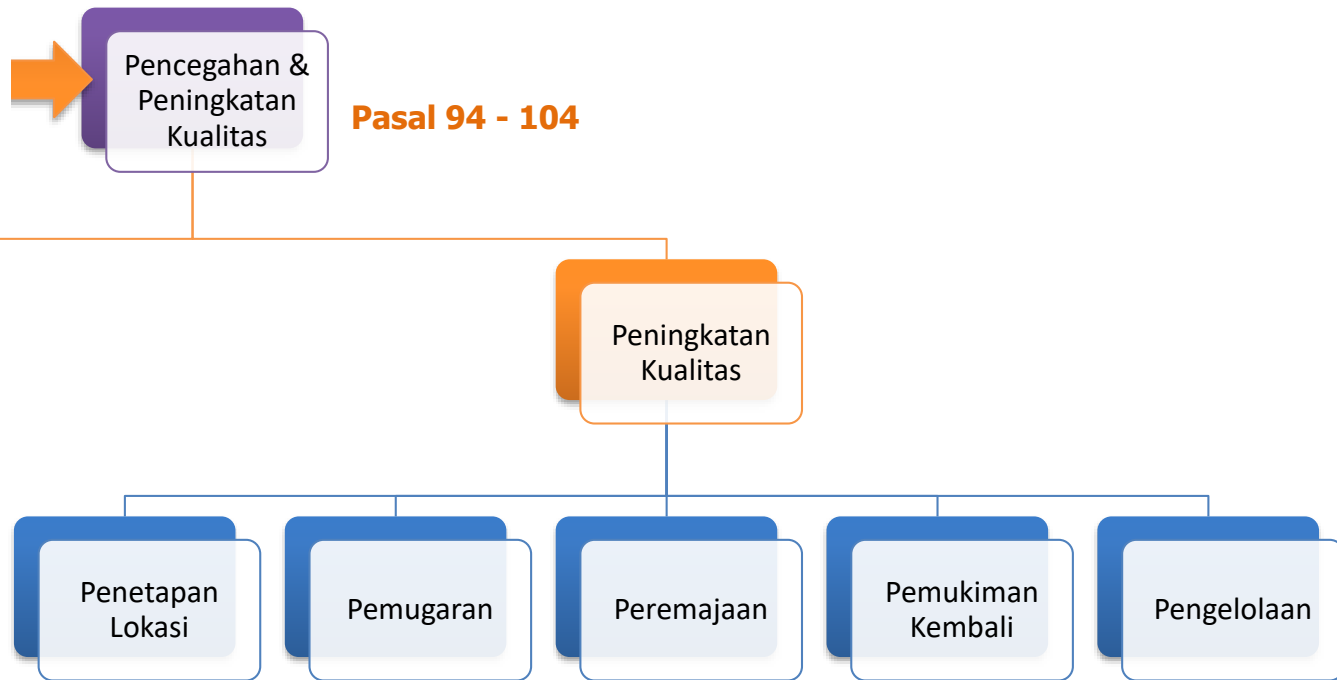 Pencegahan &
Peningkatan
Kualitas
Pasal 94 - 104
Peningkatan
Kualitas
Penetapan
Lokasi
Pemugaran
Peremajaan
Pemukiman
Kembali
Pengelolaan